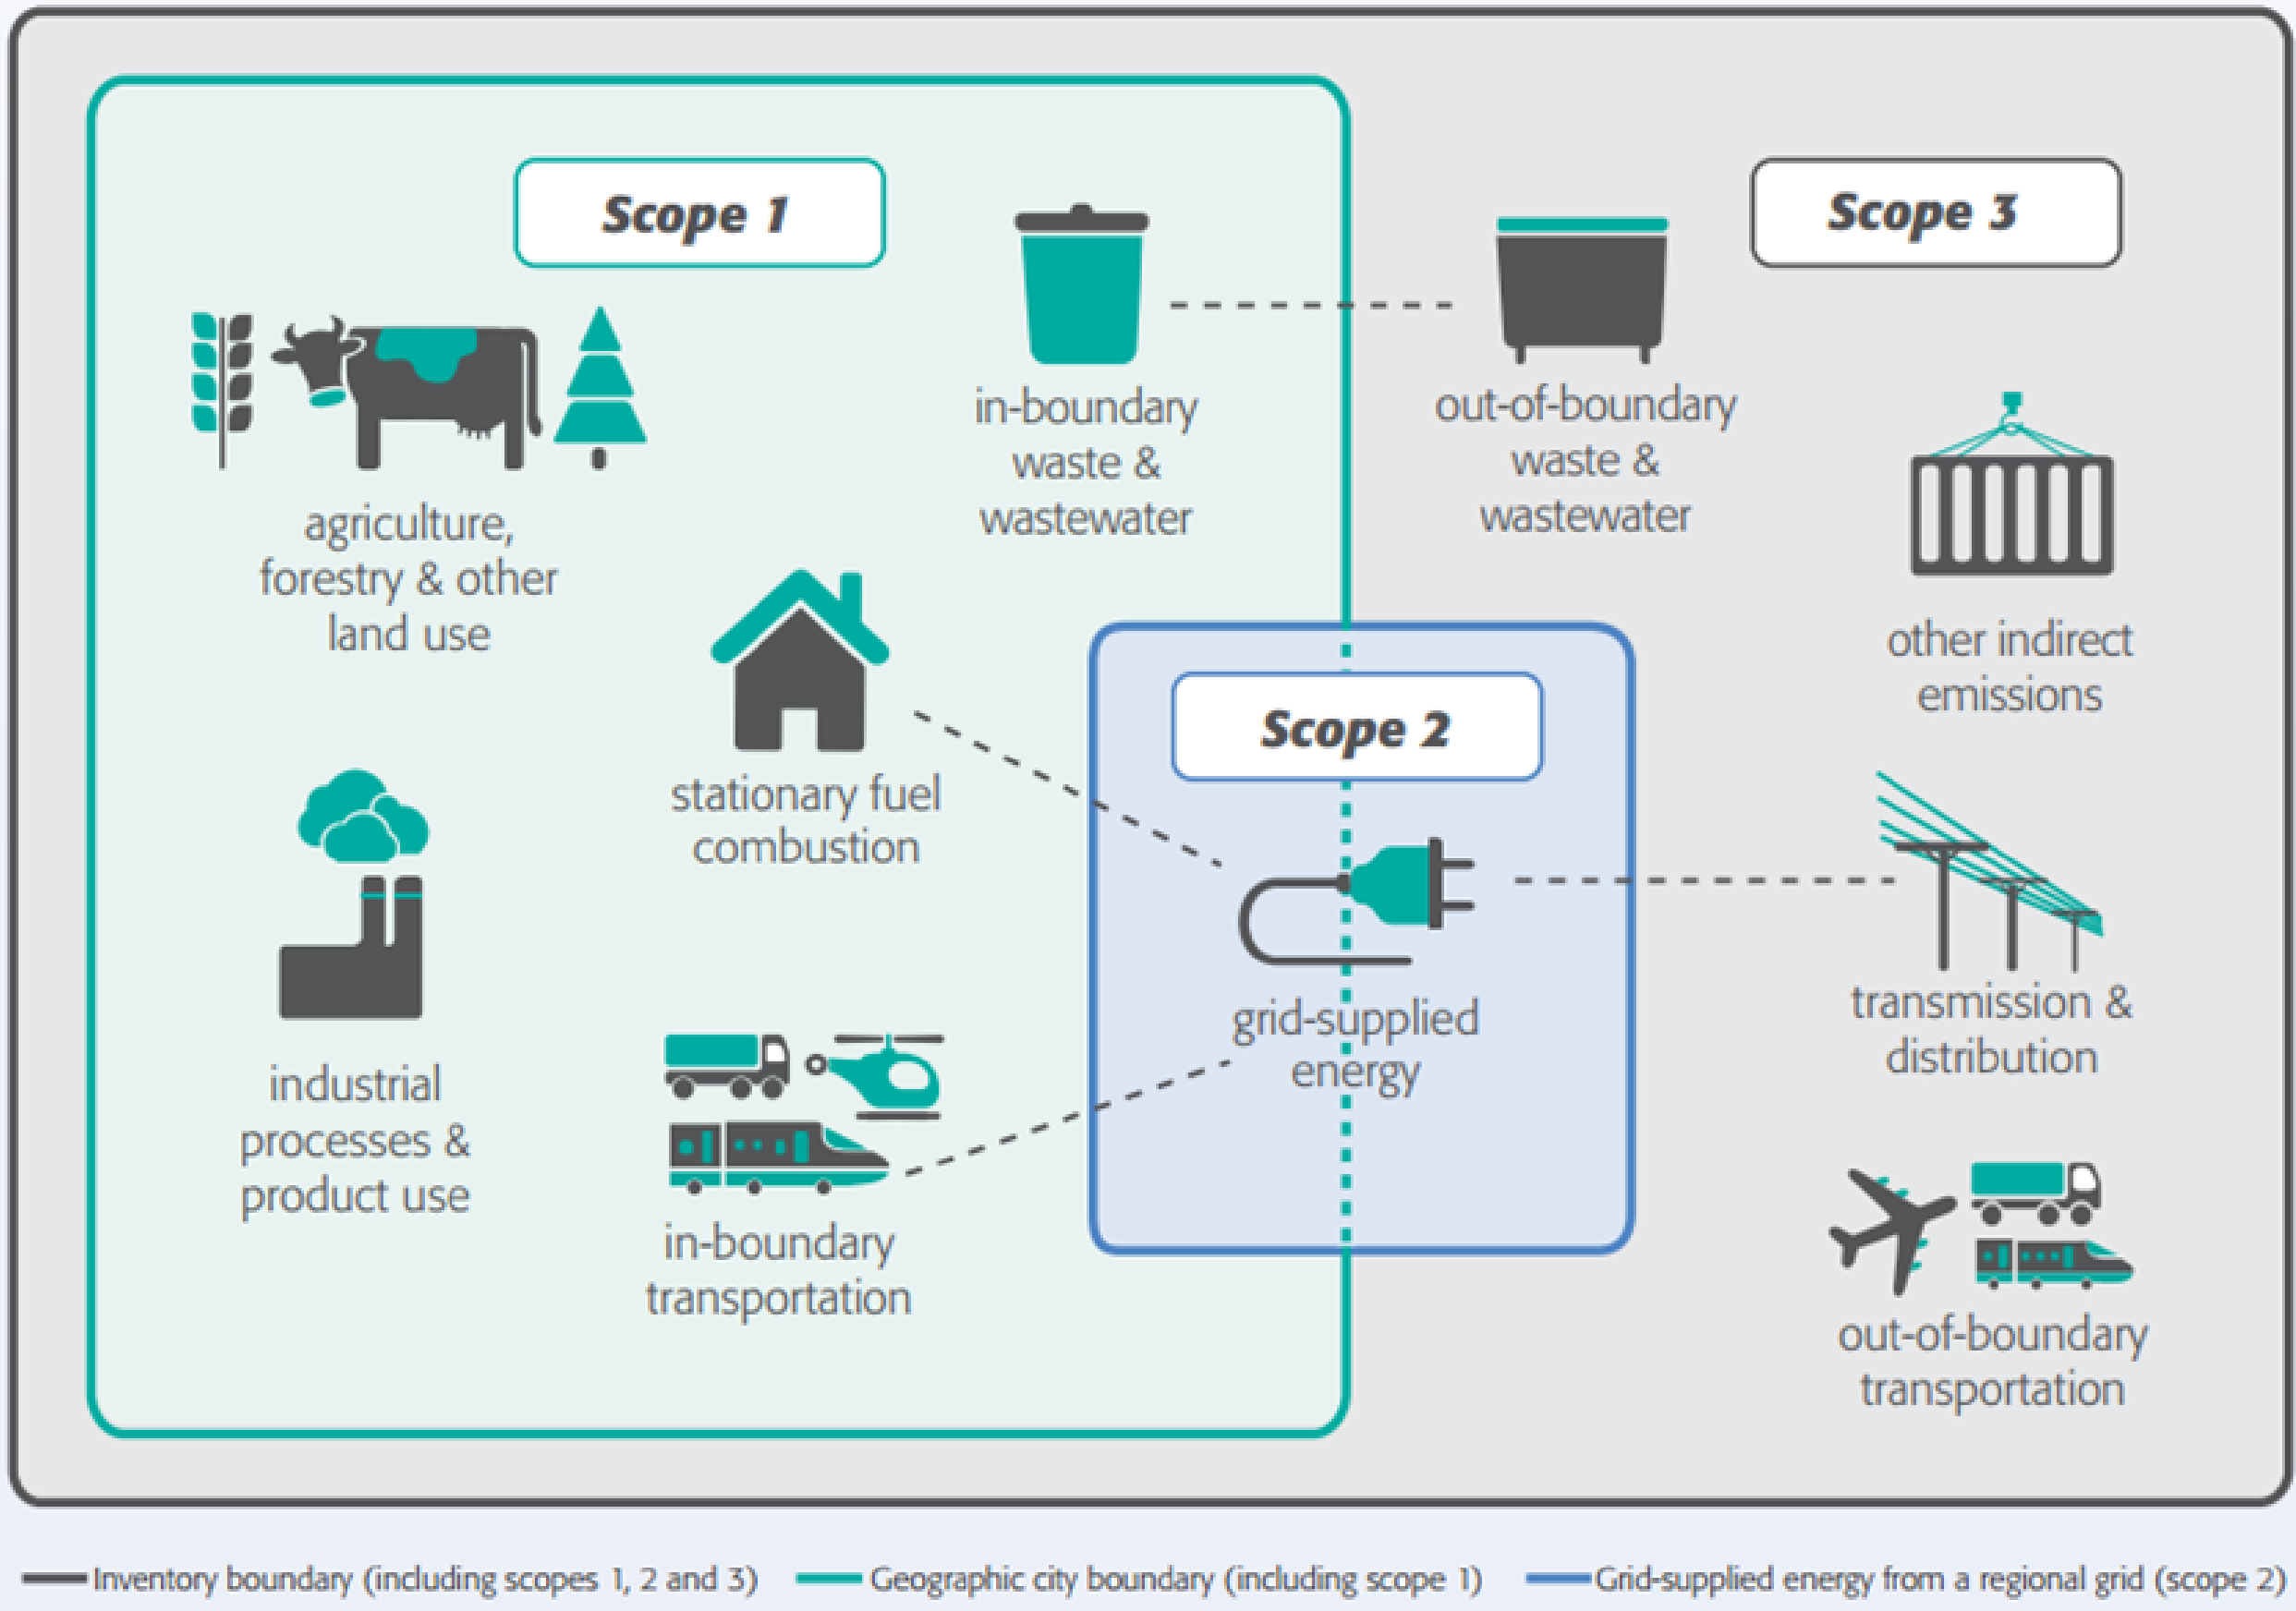 Scope 1
Scope 3
in-boundary
waste &
wastewater
out-of-boundary
waste &
wastewater
agriculture,
forestry & other
land use
other indirect
emissions
stationary fuel
combustion
Scope 2
grid-supplied
energy
transmission &
distribution
industrial
processes &
product use
in-boundary
transportation
out-of-boundary
transportation
Inventory boundary (including scopes 1, 2 and 3)
Geographic city boundary (including scope 1)
Grid-supplied energy from a regional grid (scope 2)